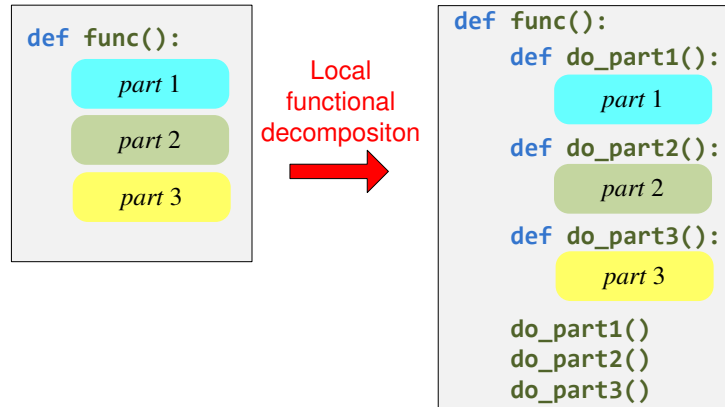 def func():
part 1
part 2
part 3
Local
functional
decompositon
def func():
def do_part1():
part 1
def do_part2():
part 2
def do_part3():
part 3
do_part1()
do_part2()
do_part3()